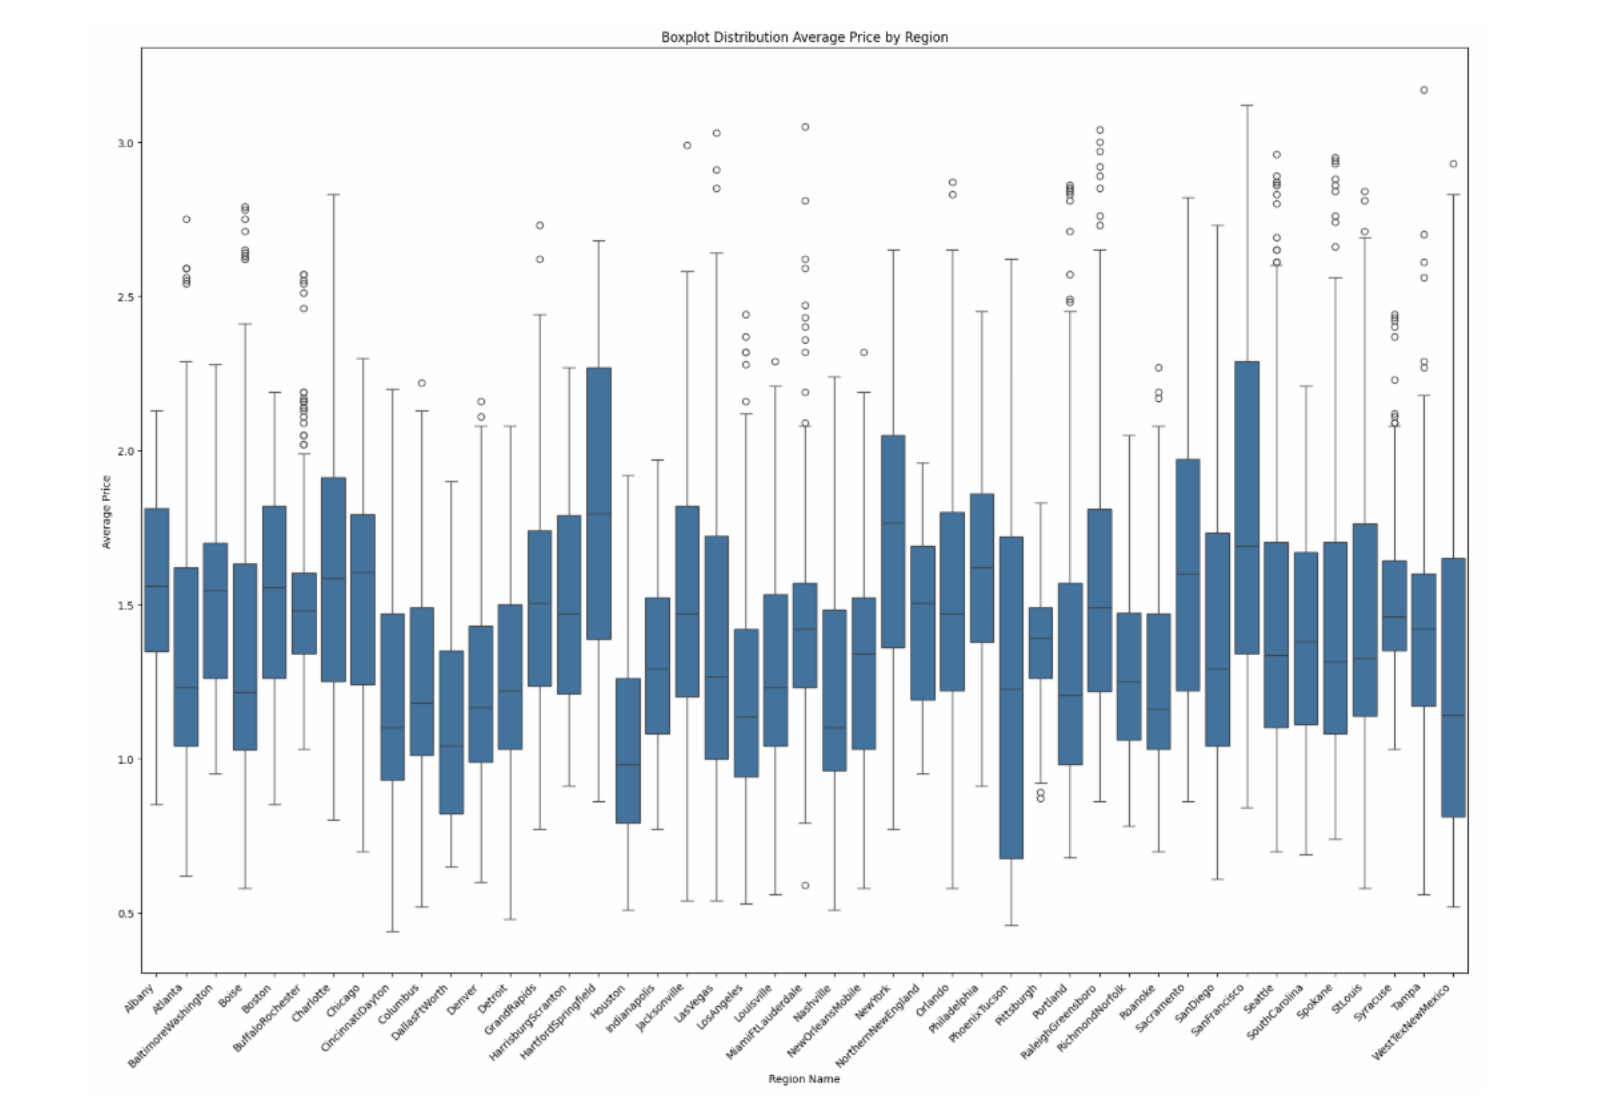 Boxplot Distribution Average Price by Region
Average Price
3.0
2.5
2.0
1.5
1.0
0.5
Albany
Atlanta
BaltimoreWashington
Boise
Boston
BuffaloRochester
Charlotte
Chicago
CincinnatiDayton
Columbus
DallasFtWorth
Denver
Detroit
GrandRapids
HarrisburgScranton
HartfordSpringfield
Houston
Indianapolis
Jacksonville
LasVegas
LosAngeles
Louisville
MiamiFtLauderdale
Nashville
NewOrleansMobile
NewYork
NorthernNewEngland
Orlando
Philadelphia
PhoenixTucson
Pittsburgh
Portland
RaleighGreensboro
RichmondNorfolk
Roanoke
Sacramento
SanDiego
SanFrancisco
Seattle
SouthCarolina
Spokane
StLouis
Syracuse
Tampa
WestTexNewMexico
Region Name